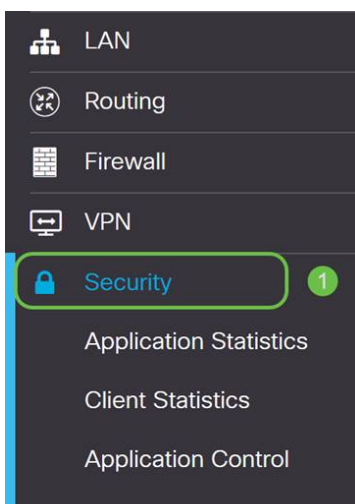 LAN
Routing
Firewall
VPN
Security 1
Application Statistics
Client Statistics
Application Control